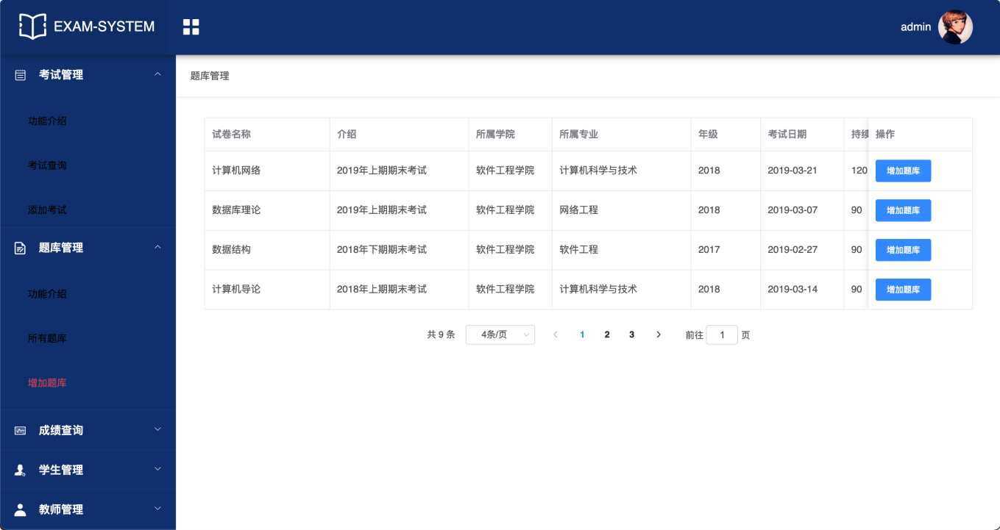 EXAM-SYSTEM
admin
考试管理
功能介绍
考试查询
添加考试
题库管理
功能介绍
所有题库
增加题库
成绩查询
学生管理
教师管理
题库管理
试卷名称 介绍 所属学院 所属专业 年级 考试日期 持续 操作
计算机网络 2019年上期期末考试 软件工程学院 计算机科学与技术 2018 2019-03-21 120 增加题库
数据库理论 2019年上期期末考试 软件工程学院 网络工程 2018 2019-03-07 90 增加题库
数据结构 2018年下期期末考试 软件工程学院 软件工程 2017 2019-02-27 90 增加题库
计算机导论 2018年上期期末考试 软件工程学院 计算机科学与技术 2018 2019-03-14 90 增加题库
共 9 条 4条/页 1 2 3 前往 1 页